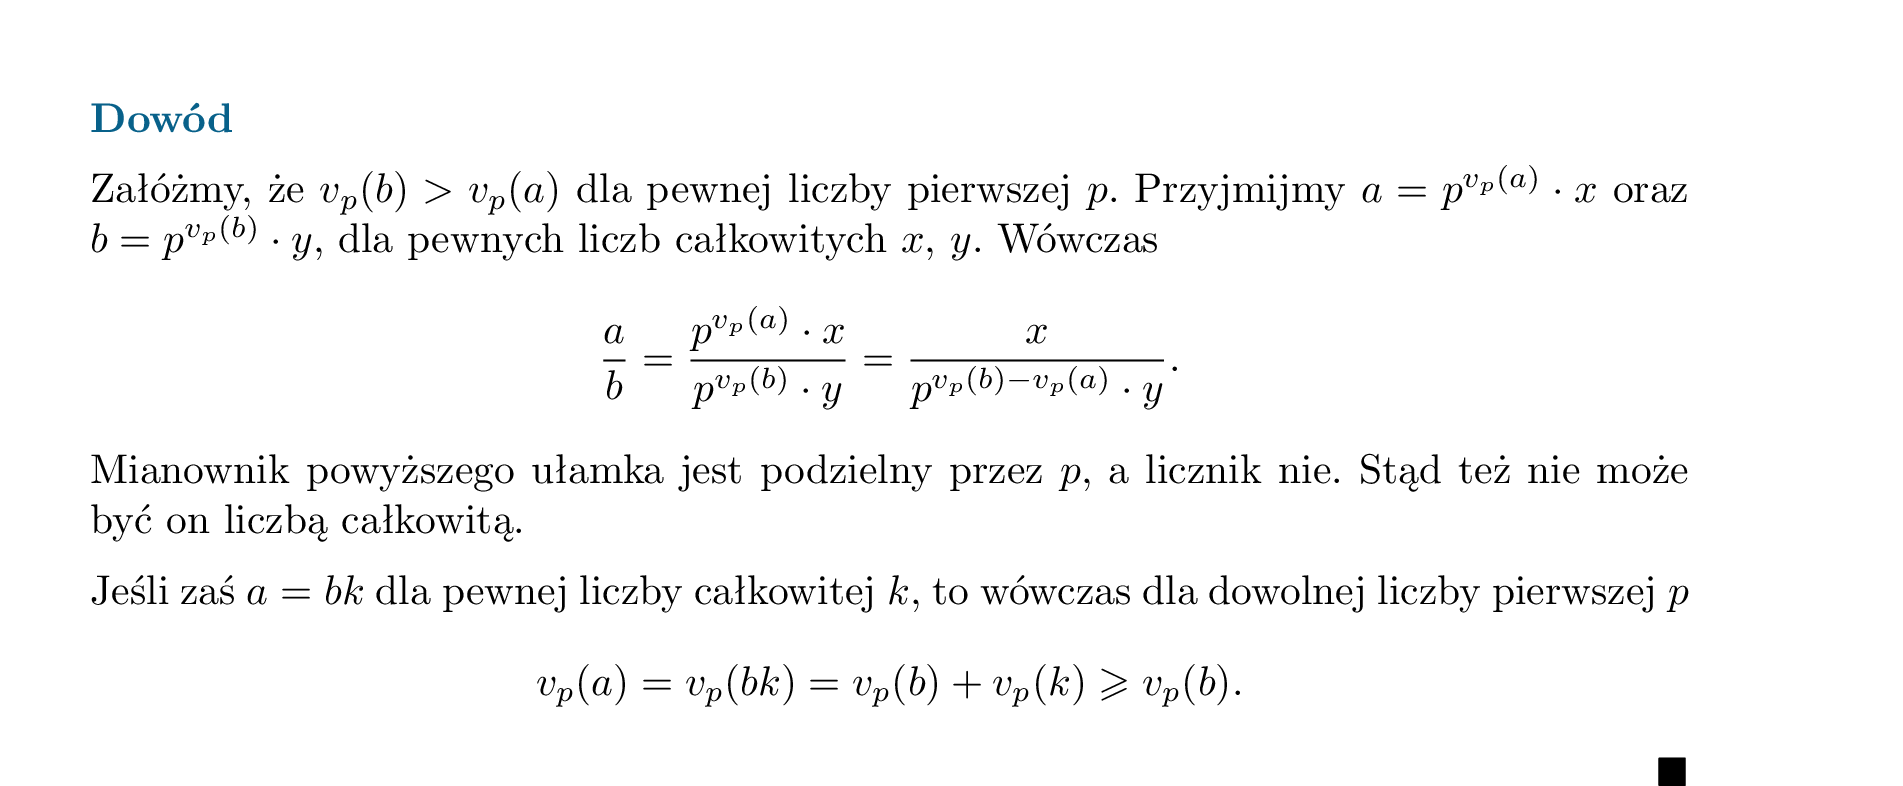 Dowód
Załóżmy, że $v_p(b) > v_p(a)$ dla pewnej liczby pierwszej $p$. Przyjmijmy $a = p^{v_p(a)} \cdot x$ oraz
$b = p^{v_p(b)} \cdot y$, dla pewnych liczb całkowitych $x$, $y$. Wówczas
$\frac{a}{b} = \frac{p^{v_p(a)} \cdot x}{p^{v_p(b)} \cdot y} = \frac{x}{p^{v_p(b)-v_p(a)} \cdot y}.$
Mianownik powyższego ułamka jest podzielny przez $p$, a licznik nie. Stąd też nie może
być on liczbą całkowitą.
Jeśli zaś $a = bk$ dla pewnej liczby całkowitej $k$, to wówczas dla dowolnej liczby pierwszej $p$
$v_p(a) = v_p(bk) = v_p(b) + v_p(k) \geqslant v_p(b).$
■